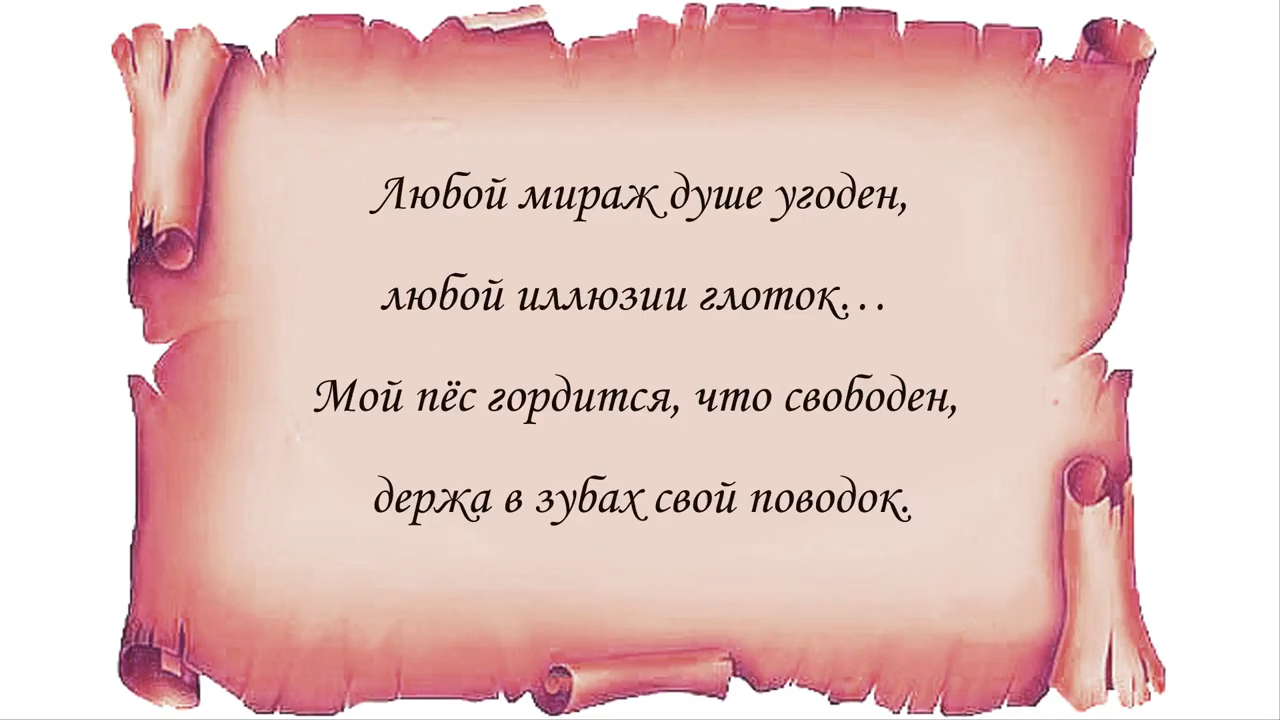 Любой мираж душе угоден,
любой иллюзии глоток...
Мой пёс гордится, что свободен,
держа в зубах свой поводок.